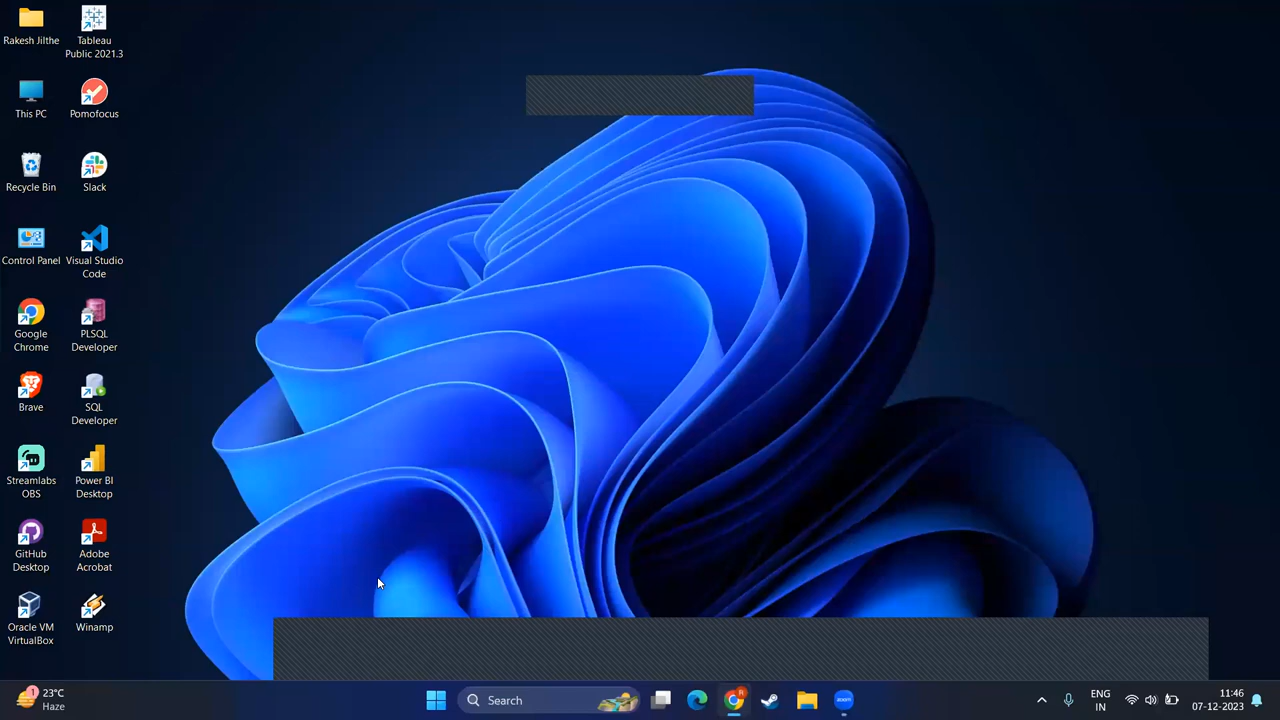 Rakesh Jilthe
Tableau
Public 2021.3
This PC
Pomofocus
Recycle Bin
Slack
Control Panel
Visual Studio
Code
Google
Chrome
PLSQL
Developer
Brave
SQL
Developer
Streamlabs
OBS
Power BI
Desktop
GitHub
Desktop
Adobe
Acrobat
Oracle VM
VirtualBox
Winamp
1
23°C
Haze
Search
R
zoom
ENG
IN
11:46
07-12-2023